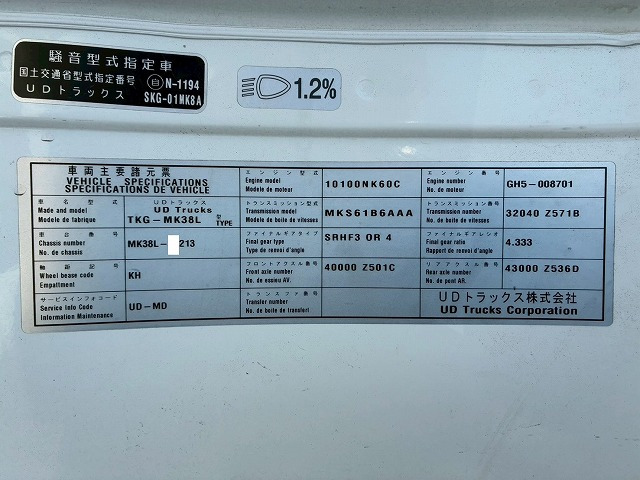 騒音型式指定車
国土交通省型式指定番号 自 N-1194
UDトラックス SKG-01MK8A
1.2%
車両主要諸元票
VEHICLE SPECIFICATIONS
SPECIFICATIONS DE VEHICLE
エンジン型式
Engine model
Modele de moteur
10100NK60C
エンジン番号
Engine number
No. de moteur
GH5-008701
車名型式
Made and model
Modele de fabrique
UDトラックス
UD Trucks
TKG-MK38L 型 TYPE
トランスミッション型式
Transmission model
Modele de boite de vitesses
MKS61B6AAA
トランスミッション番号
Transmission number
No. de boite de vitesses
32040 Z571B
車台番号
Chassis number
No. de chassis
MK38L- 213
ファイナルギアタイプ
Final gear type
Type de renvoi d'angle
SRHF3 OR 4
ファイナルギアレシオ
Final gear ratio
Rapport de renvoi d'angle
4.333
軸距記号
Wheel base code
Empattment
KH
フロントアクスル番号
Front axle number
No. de essieu AV.
40000 Z501C
リアアクスル番号
Rear axle number
No. de pont AR.
43000 Z536D
サービスインフォコード
Service Info Code
Information Maintenance
UD-MD
トランスファ番号
Transfer number
No. de boite de transfert
UDトラックス株式会社
UD Trucks Corporation